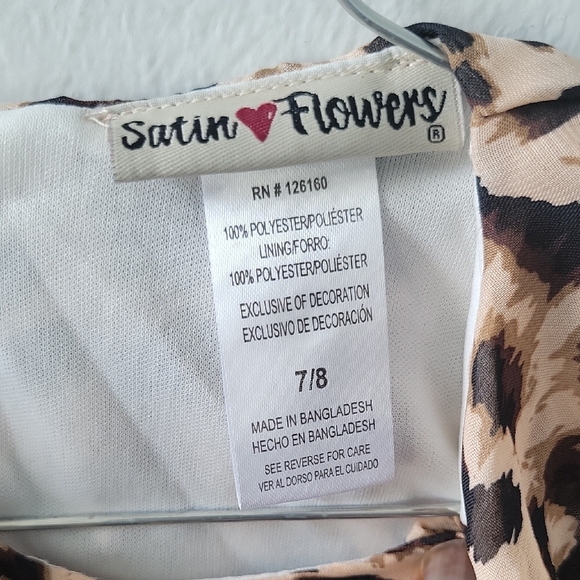 Satin Flowers ®
RN # 126160
100% POLYESTER/POLIÉSTER
LINING/FORRO:
100% POLYESTER/POLIÉSTER
EXCLUSIVE OF DECORATION
EXCLUSIVO DE DECORACIÓN
7/8
MADE IN BANGLADESH
HECHO EN BANGLADESH
SEE REVERSE FOR CARE
VER AL DORSO PARA EL CUIDADO